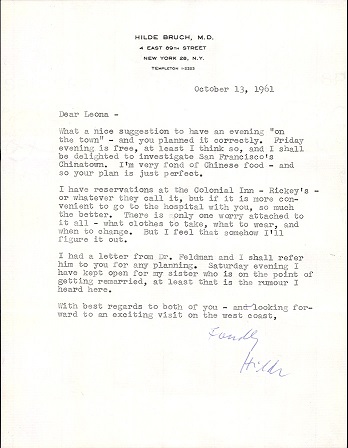 HILDE BRUCH, M.D.
4 EAST 89TH STREET
NEW YORK 28, N.Y.
TEMPLETON 1-2233
October 13, 1961
Dear Leona -
What a nice suggestion to have an evening "on
the town" - and you planned it correctly. Friday
evening is free, at least I think so, and I shall
be delighted to investigate San Francisco's
Chinatown. I'm very fond of Chinese food - and
so your plan is just perfect.
I have reservations at the Colonial Inn - Rickey's -
or whatever they call it, but if it is more con-
venient to go to the hospital with you, so much
the better. There is only one worry attached to
it all - what clothes to take, what to wear, and
when to change. But I feel that somehow I'll
figure it out.
I had a letter from Dr. Feldman and I shall refer
him to you for any planning. Saturday evening I
have kept open for my sister who is on the point of
getting remarried, at least that is the rumour I
heard here.
With best regards to both of you - and looking for-
ward to an exciting visit on the west coast,
Fondly
Hilde